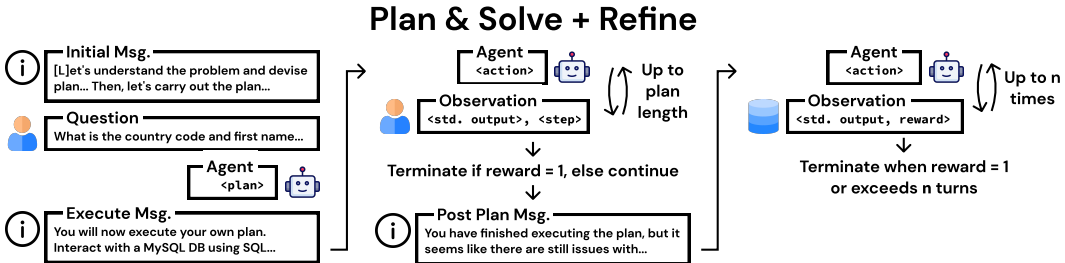 Plan & Solve + Refine
Initial Msg.
[L]et's understand the problem and devise
plan... Then, let's carry out the plan...
Question
What is the country code and first name...
Agent
<plan>
Execute Msg.
You will now execute your own plan.
Interact with a MySQL DB using SQL...
Agent
<action>
Up to
plan
length
Observation
<std. output>, <step>
Terminate if reward = 1, else continue
Post Plan Msg.
You have finished executing the plan, but it
seems like there are still issues with...
Agent
<action>
Up to n
times
Observation
<std. output, reward>
Terminate when reward = 1
or exceeds n turns